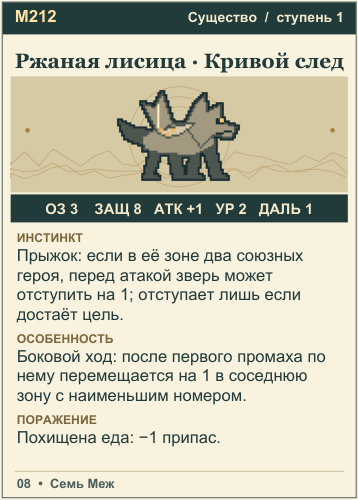 М212
Существо / ступень 1
Ржаная лисица · Кривой след
ОЗ 3 ЗАЩ 8 АТК +1 УР 2 ДАЛЬ 1
ИНСТИНКТ
Прыжок: если в её зоне два союзных
героя, перед атакой зверь может
отступить на 1; отступает лишь если
достаёт цель.
ОСОБЕННОСТЬ
Боковой ход: после первого промаха по
нему перемещается на 1 в соседнюю
зону с наименьшим номером.
ПОРАЖЕНИЕ
Похищена еда: −1 припас.
08 • Семь Меж